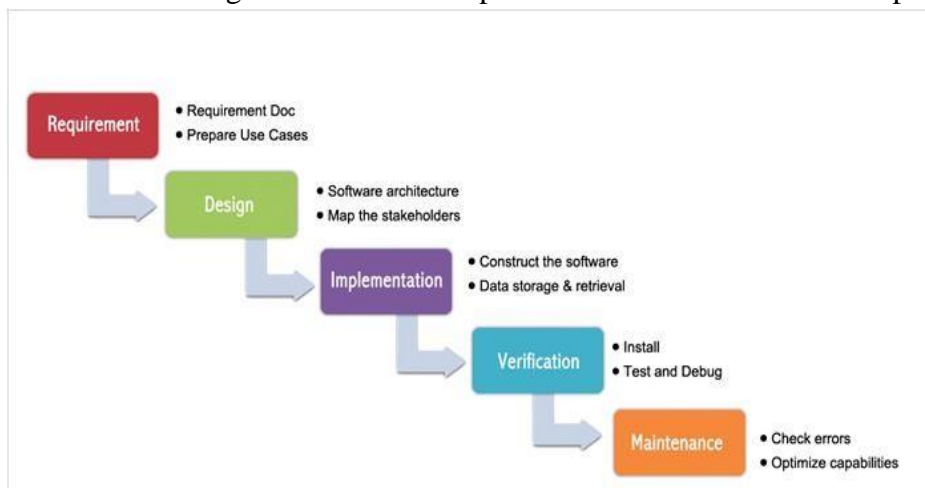 Requirement
• Requirement Doc
• Prepare Use Cases
Design
• Software architecture
• Map the stakeholders
Implementation
• Construct the software
• Data storage & retrieval
Verification
• Install
• Test and Debug
Maintenance
• Check errors
• Optimize capabilities